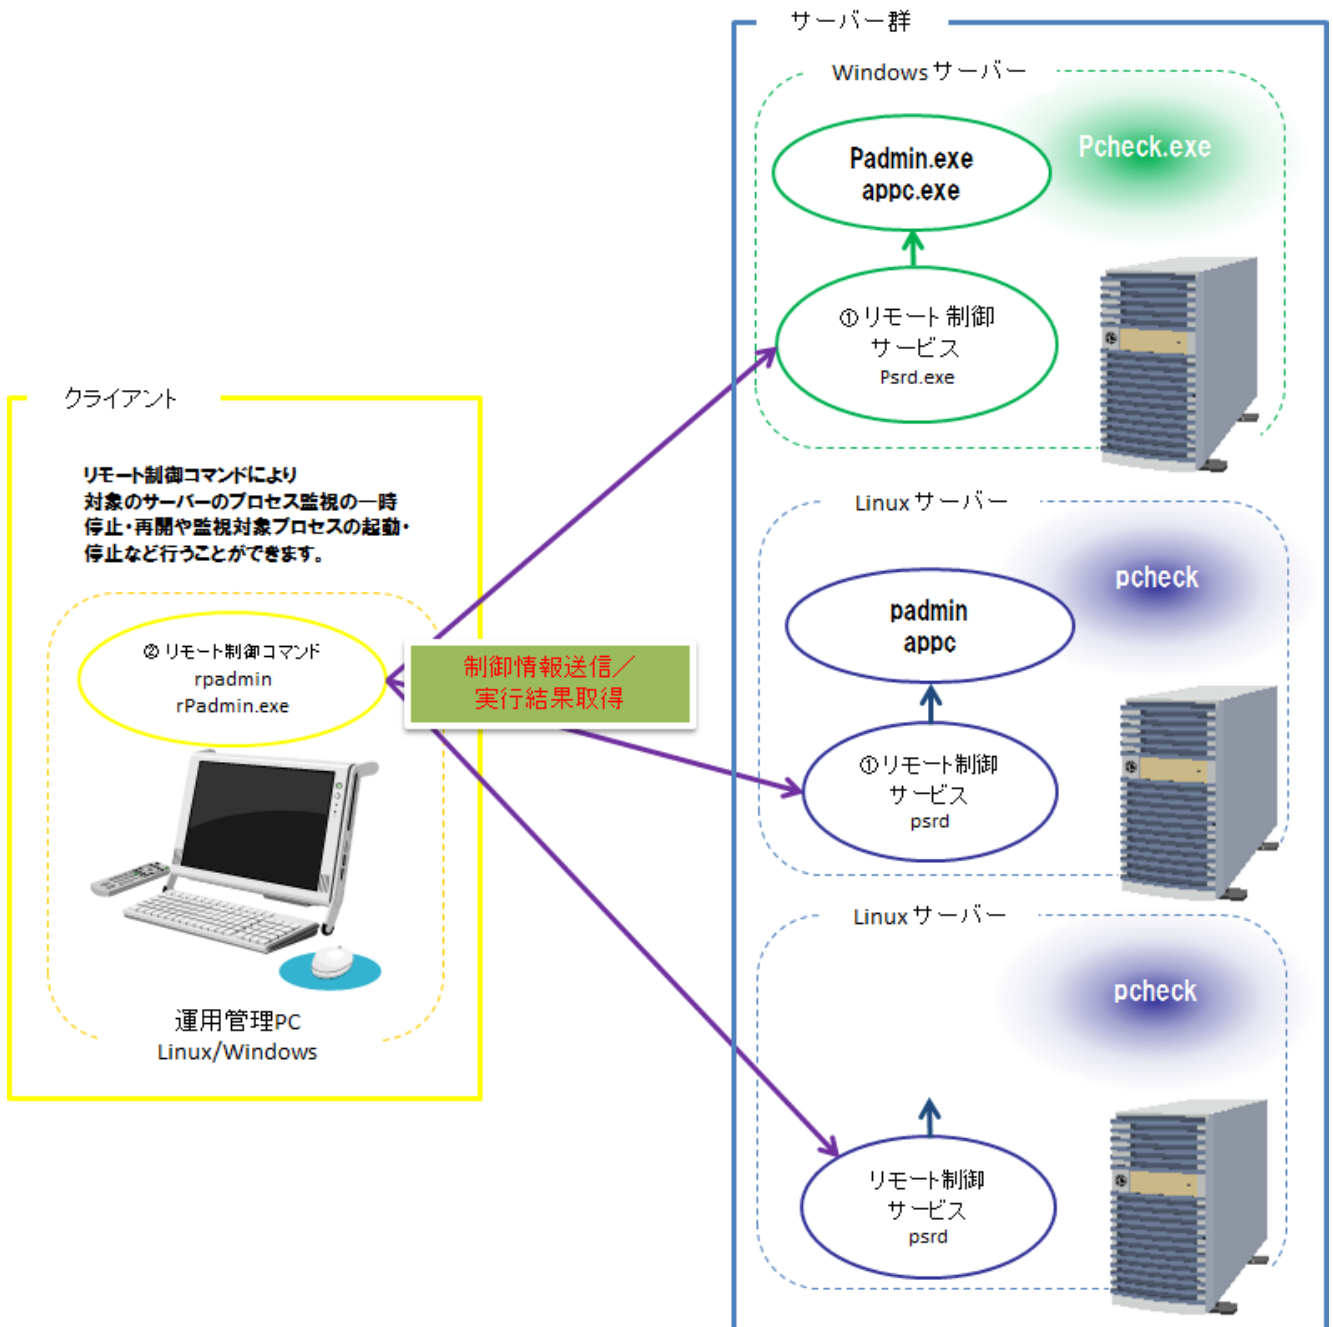 サーバー群
Windows サーバー
Pcheck.exe
Padmin.exe
appc.exe
①リモート制御
サービス
Psrd.exe
クライアント
リモート制御コマンドにより
対象のサーバーのプロセス監視の一時
停止・再開や監視対象プロセスの起動・
停止など行うことができます。
② リモート制御コマンド
rpadmin
rPadmin.exe
制御情報送信／
実行結果取得
運用管理PC
Linux/Windows
Linux サーバー
pcheck
padmin
appc
①リモート制御
サービス
psrd
Linux サーバー
pcheck
リモート制御
サービス
psrd